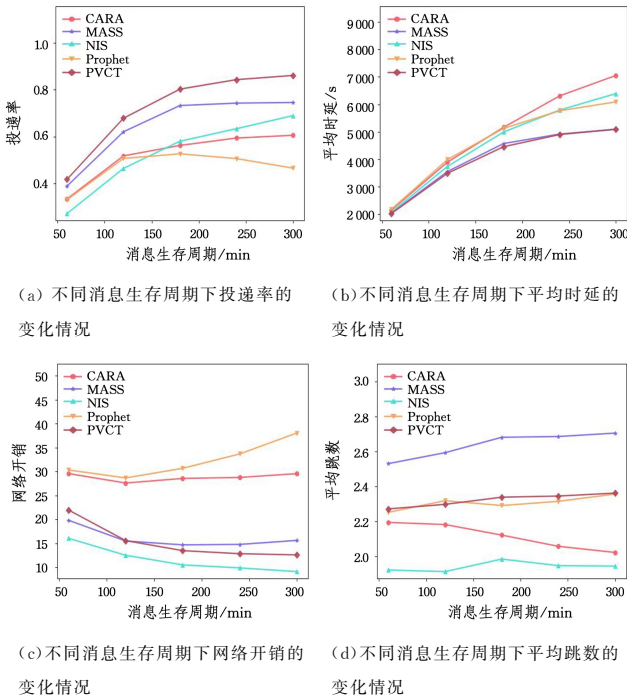 CARA
MASS
NIS
Prophet
PVCT
1.0
0.8
0.6
0.4
投递率
50 100 150 200 250 300
消息生存周期/min
(a) 不同消息生存周期下投递率的
变化情况
CARA
MASS
NIS
Prophet
PVCT
9 000
8 000
7 000
6 000
5 000
4 000
3 000
2 000
平均时延/s
50 100 150 200 250 300
消息生存周期/min
(b)不同消息生存周期下平均时延的
变化情况
CARA
MASS
NIS
Prophet
PVCT
50
45
40
35
30
25
20
15
10
网络开销
50 100 150 200 250 300
消息生存周期/min
(c)不同消息生存周期下网络开销的
变化情况
CARA
MASS
NIS
Prophet
PVCT
3.0
2.8
2.6
2.4
2.2
2.0
平均跳数
50 100 150 200 250 300
消息生存周期/min
(d)不同消息生存周期下平均跳数的
变化情况